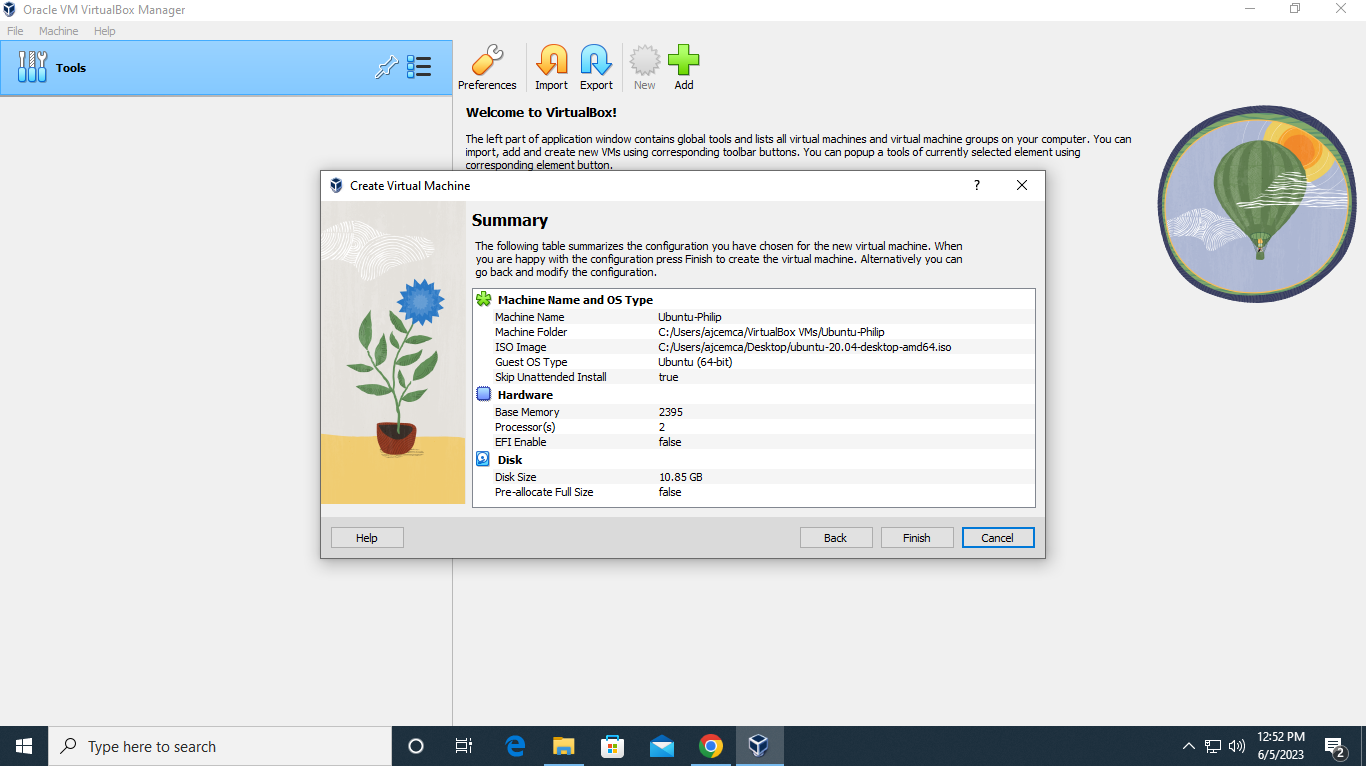 Oracle VM VirtualBox Manager
File Machine Help
Tools
Preferences Import Export New Add
Welcome to VirtualBox!
The left part of application window contains global tools and lists all virtual machines and virtual machine groups on your computer. You can
import, add and create new VMs using corresponding toolbar buttons. You can popup a tools of currently selected element using
corresponding element button.
Create Virtual Machine ?
Summary
The following table summarizes the configuration you have chosen for the new virtual machine. When
you are happy with the configuration press Finish to create the virtual machine. Alternatively you can
go back and modify the configuration.
Machine Name and OS Type
Machine Name Ubuntu-Philip
Machine Folder C:/Users/ajcemca/VirtualBox VMs/Ubuntu-Philip
ISO Image C:/Users/ajcemca/Desktop/ubuntu-20.04-desktop-amd64.iso
Guest OS Type Ubuntu (64-bit)
Skip Unattended Install true
Hardware
Base Memory 2395
Processor(s) 2
EFI Enable false
Disk
Disk Size 10.85 GB
Pre-allocate Full Size false
Help Back Finish Cancel
Type here to search
12:52 PM
6/5/2023
2